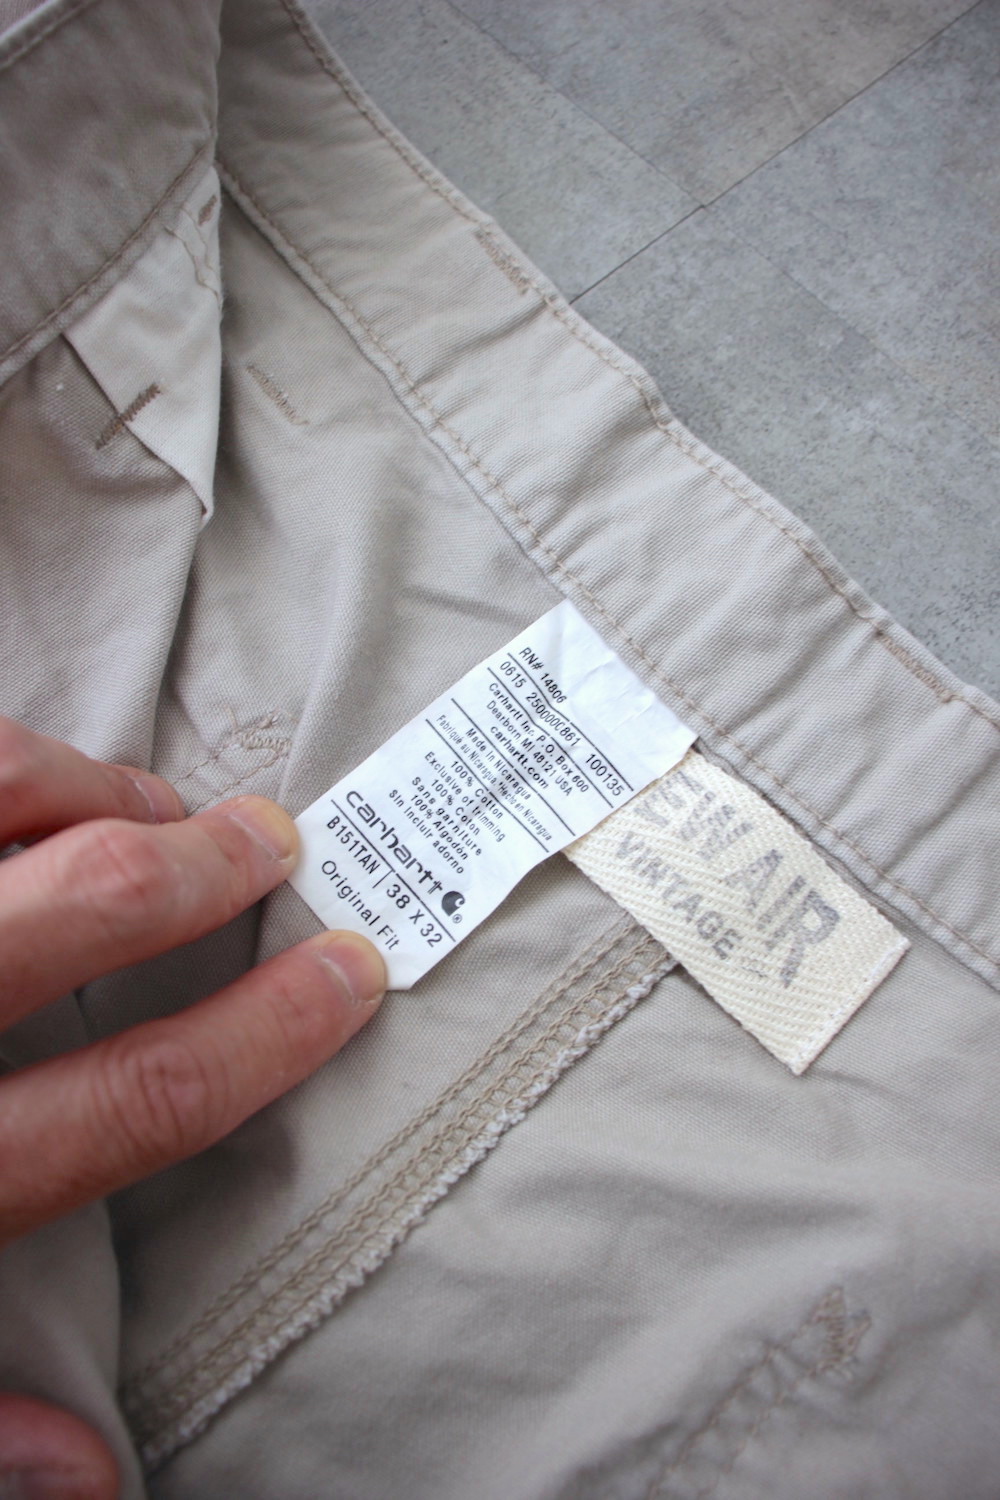 RN# 14806
0615 250000C861 100135
Carhartt Inc. P.O. Box 600
Dearborn MI 48121 USA
carhartt.com
Made in Nicaragua
Fabriqué au Nicaragua*Hecho en Nicaragua
100% Cotton
Exclusive of trimming
100% Coton
Sans garniture
100% Algodón
Sin incluir adorno
carhartt ®
B151TAN | 38 X 32
Original Fit
VINTAGE